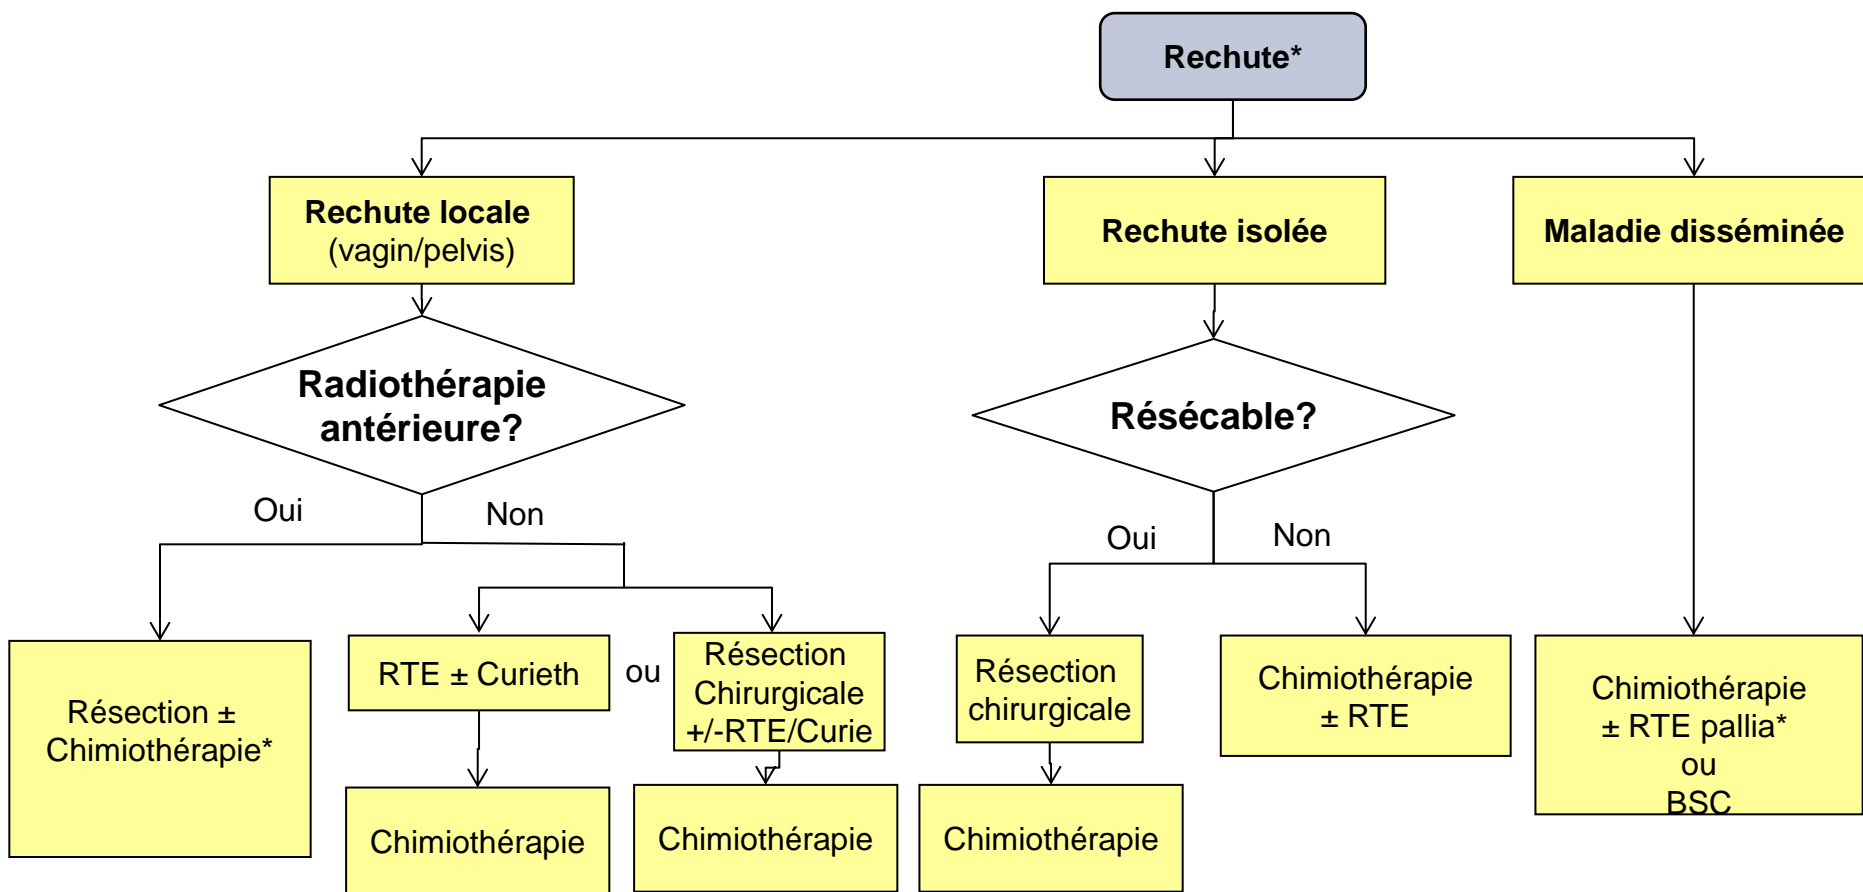 Rechute*
Rechute locale
(vagin/pelvis)
Rechute isolée
Maladie disséminée
Radiothérapie
antérieure?
Résécable?
Oui
Non
Oui
Non
Résection ±
Chimiothérapie*
RTE ± Curieth
ou
Résection
Chirurgicale
+/-RTE/Curie
Résection
chirurgicale
Chimiothérapie
± RTE
Chimiothérapie
± RTE pallia*
ou
BSC
Chimiothérapie
Chimiothérapie
Chimiothérapie